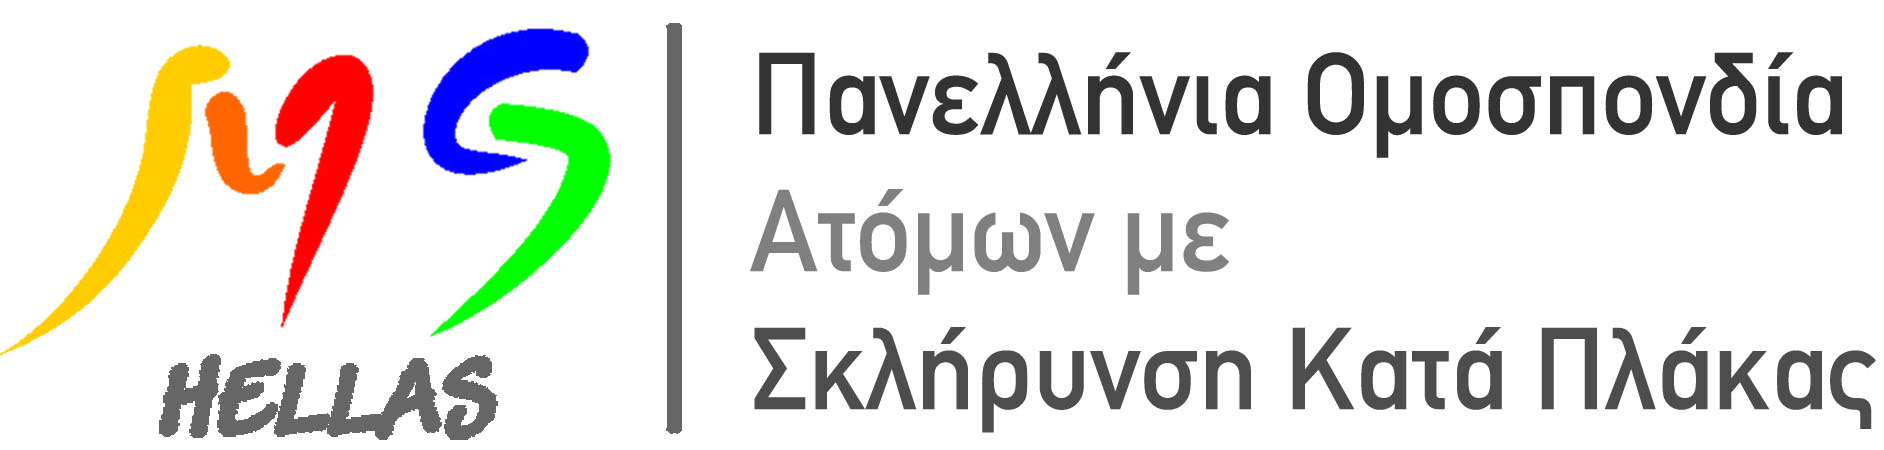 MS
HELLAS
Πανελλήνια Ομοσπονδία
Ατόμων με
Σκλήρυνση Κατά Πλάκας